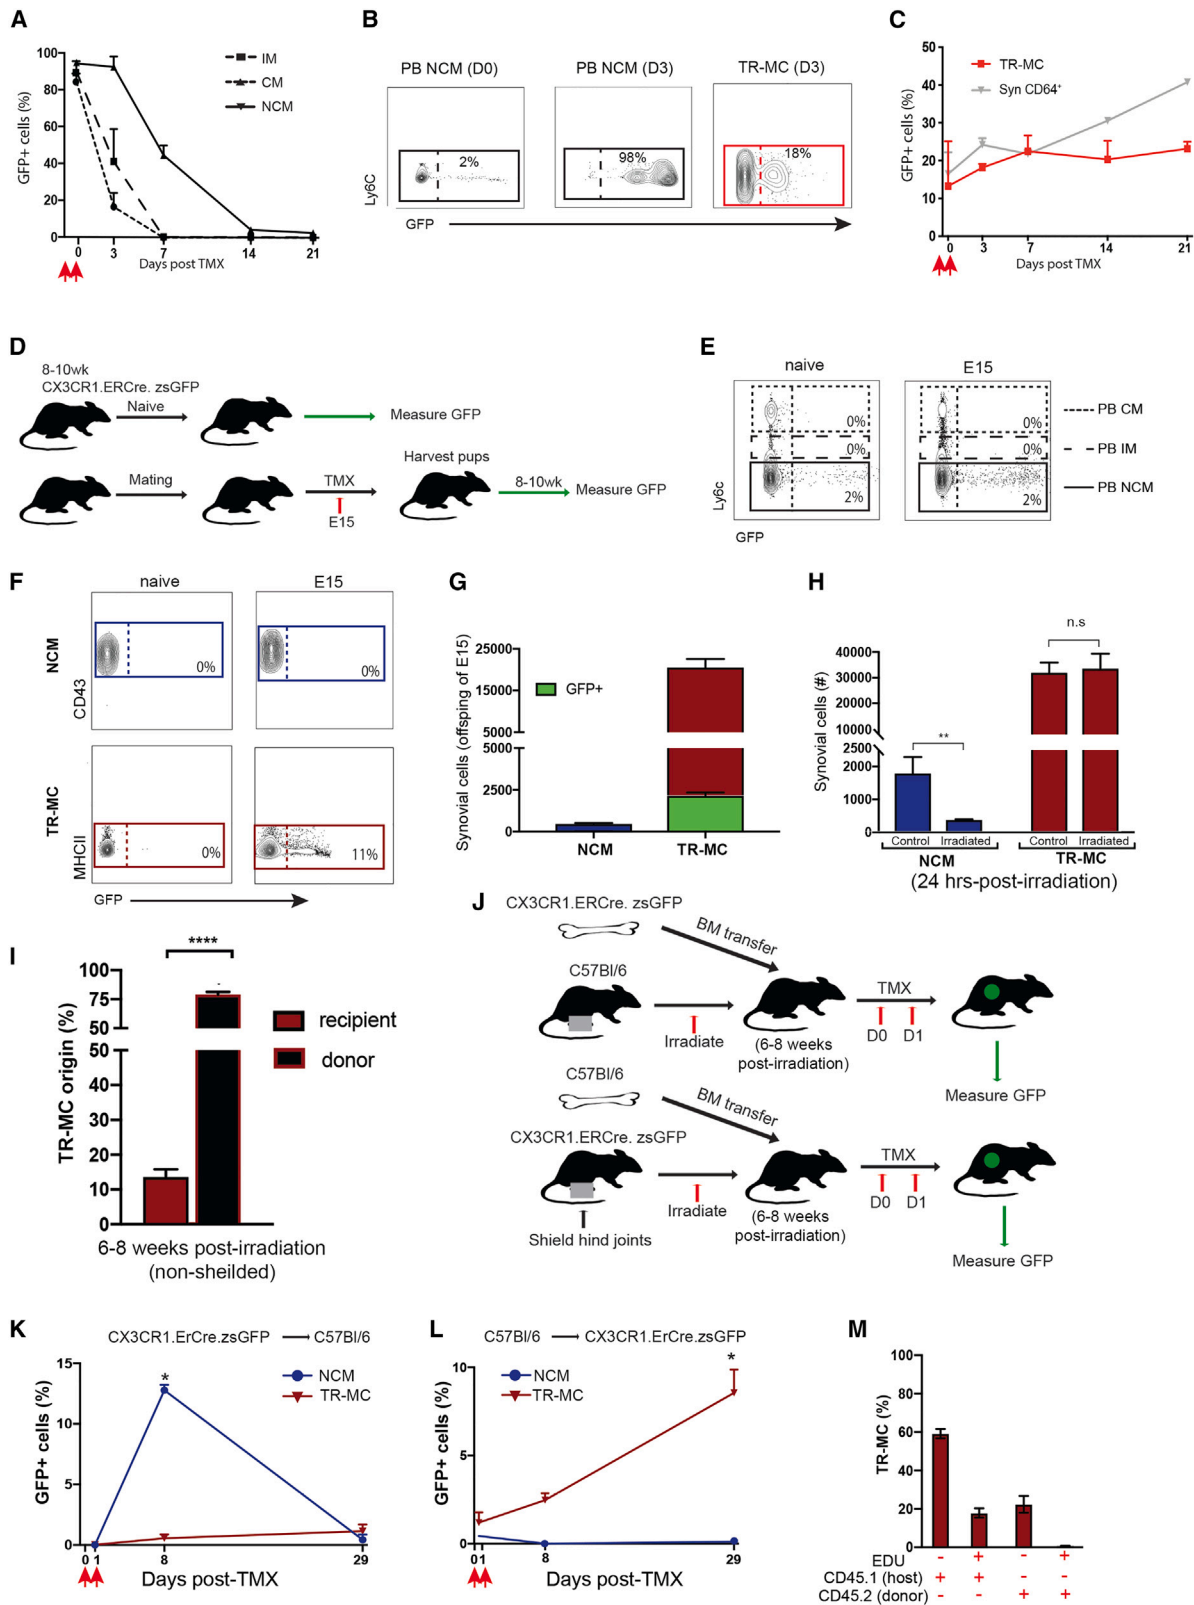 A
100
80
60
40
20
0
GFP+ cells (%)
IM
CM
NCM
0 3 7 14 21
Days post TMX
B
PB NCM (D0)
PB NCM (D3)
TR-MC (D3)
2%
98%
18%
Ly6C
GFP
C
50
40
30
20
10
0
GFP+ cells (%)
TR-MC
Syn CD64+
0 3 7 14 21
Days post TMX
D
8-10wk
CX3CR1.ERCre. zsGFP
Naive
Measure GFP
Harvest pups
Mating
TMX
E15
8-10wk
Measure GFP
E
naive
E15
0%
0%
2%
0%
0%
2%
PB CM
PB IM
PB NCM
Ly6c
GFP
F
naive
E15
NCM
CD43
0%
0%
TR-MC
MHCII
0%
11%
GFP
G
25000
15000
5000
5000
2500
0
Synovial cells (offsping of E15)
GFP+
NCM
TR-MC
H
n.s
40000
30000
20000
10000
2500
2000
1000
0
Synovial cells (#)
**
Control Irradiated Control Irradiated
NCM TR-MC
(24 hrs-post-irradiation)
I
****
100
75
50
50
40
30
20
10
0
TR-MC origin (%)
recipient
donor
6-8 weeks post-irradiation
(non-sheilded)
J
CX3CR1.ERCre. zsGFP
BM transfer
C57Bl/6
Irradiate
(6-8 weeks
post-irradiation)
TMX
D0 D1
Measure GFP
C57Bl/6
BM transfer
CX3CR1.ERCre. zsGFP
Irradiate
Shield hind joints
(6-8 weeks
post-irradiation)
TMX
D0 D1
Measure GFP
K
CX3CR1.ErCre.zsGFP C57Bl/6
15
10
5
0
GFP+ cells (%)
*
NCM
TR-MC
0 1 8 29
Days post-TMX
L
C57Bl/6 CX3CR1.ErCre.zsGFP
10
5
0
GFP+ cells (%)
*
NCM
TR-MC
01 8 29
Days post-TMX
M
100
80
60
40
20
0
TR-MC (%)
EDU - + - +
CD45.1 (host) + + - -
CD45.2 (donor) - - + +